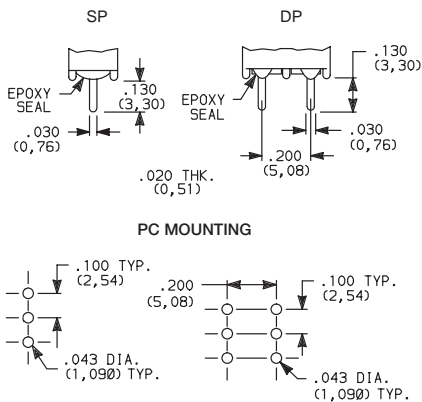 SP
DP
EPOXY
SEAL
.130
(3,30)
.030
(0,76)
EPOXY
SEAL
.130
(3,30)
.030
(0,76)
.200
(5,08)
.020 THK.
(0,51)
PC MOUNTING
.100 TYP.
(2,54)
.043 DIA.
(1,090) TYP.
.200
(5,08)
.100 TYP.
(2,54)
.043 DIA.
(1,090) TYP.